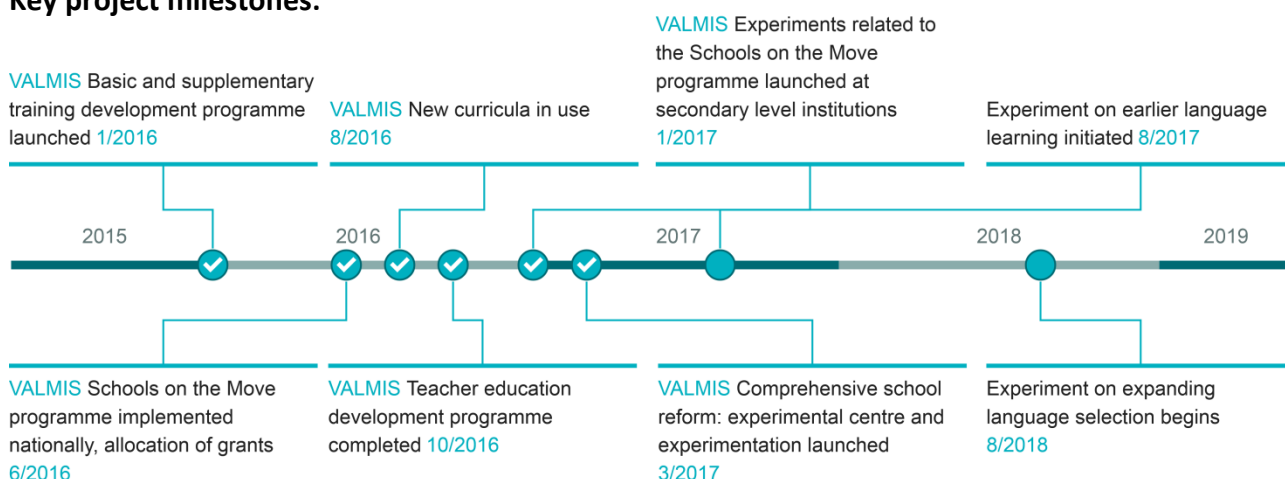 Key project milestones:
VALMIS Basic and supplementary
training development programme
launched 1/2016
VALMIS New curricula in use
8/2016
VALMIS Experiments related to
the Schools on the Move
programme launched at
secondary level institutions
1/2017
Experiment on earlier language
learning initiated 8/2017
2015
2016
2017
2018
2019
VALMIS Schools on the Move
programme implemented
nationally, allocation of grants
6/2016
VALMIS Teacher education
development programme
completed 10/2016
VALMIS Comprehensive school
reform: experimental centre and
experimentation launched
3/2017
Experiment on expanding
language selection begins
8/2018